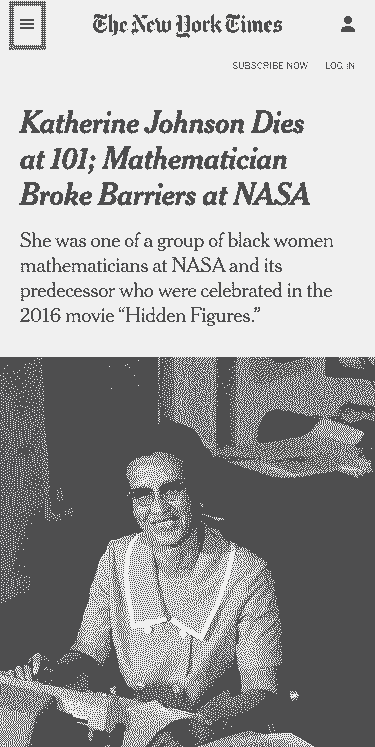 The New York Times
SUBSCRIBE NOW LOG IN
Katherine Johnson Dies
at 101; Mathematician
Broke Barriers at NASA
She was one of a group of black women
mathematicians at NASA and its
predecessor who were celebrated in the
2016 movie “Hidden Figures.”